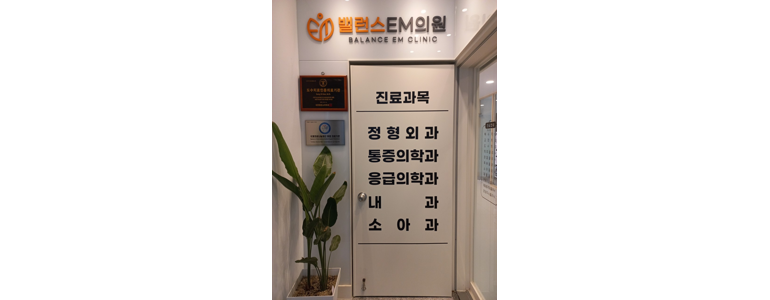 밸런스EM의원
BALANCE EM CLINIC
진료과목
정형외과
통증의학과
응급의학과
내 과
소 아 과